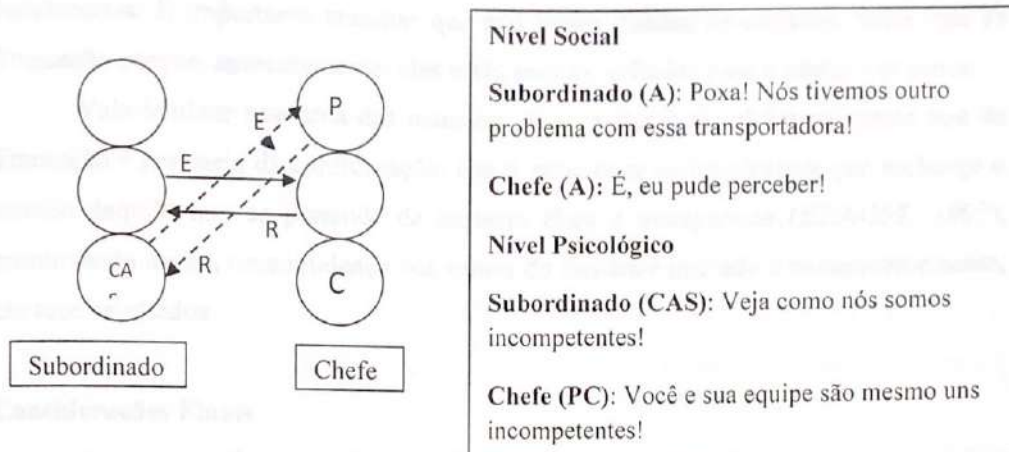 P
E
E
R
R
CA
C
Subordinado
Chefe
Nível Social
Subordinado (A): Poxa! Nós tivemos outro
problema com essa transportadora!
Chefe (A): É, eu pude perceber!
Nível Psicológico
Subordinado (CAS): Veja como nós somos
incompetentes!
Chefe (PC): Você e sua equipe são mesmo uns
incompetentes!